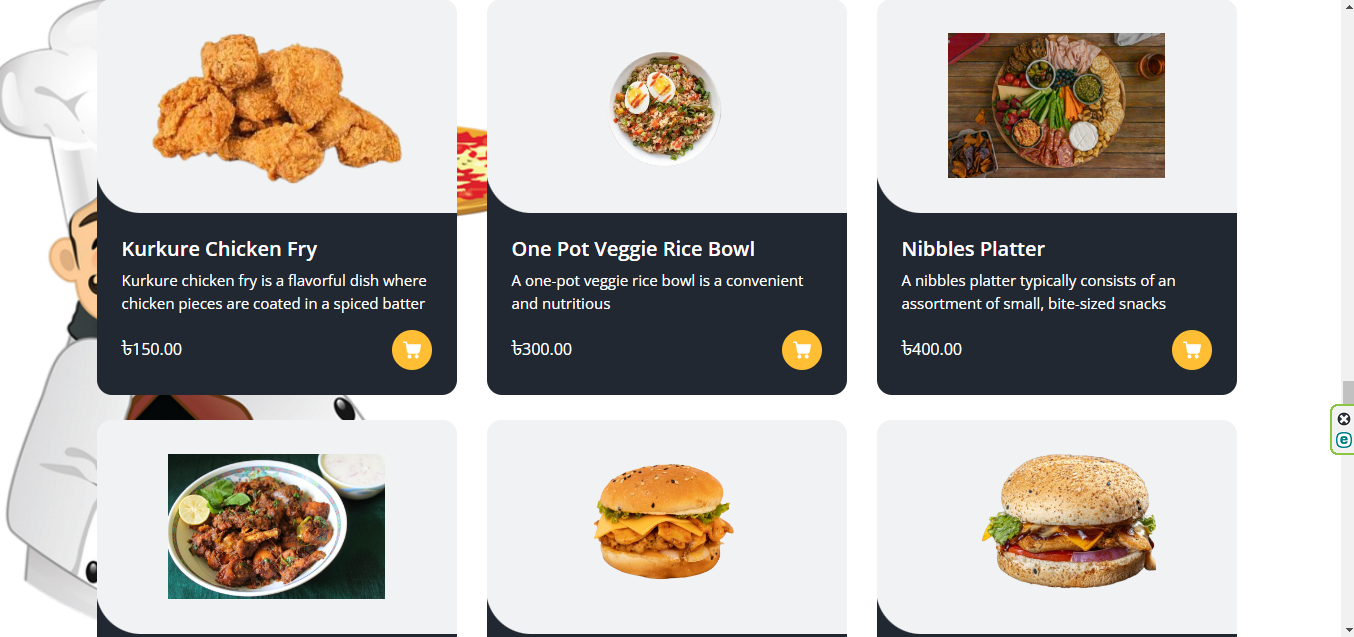 Kurkure Chicken Fry
Kurkure chicken fry is a flavorful dish where
chicken pieces are coated in a spiced batter
৳150.00
One Pot Veggie Rice Bowl
A one-pot veggie rice bowl is a convenient
and nutritious
৳300.00
Nibbles Platter
A nibbles platter typically consists of an
assortment of small, bite-sized snacks
৳400.00